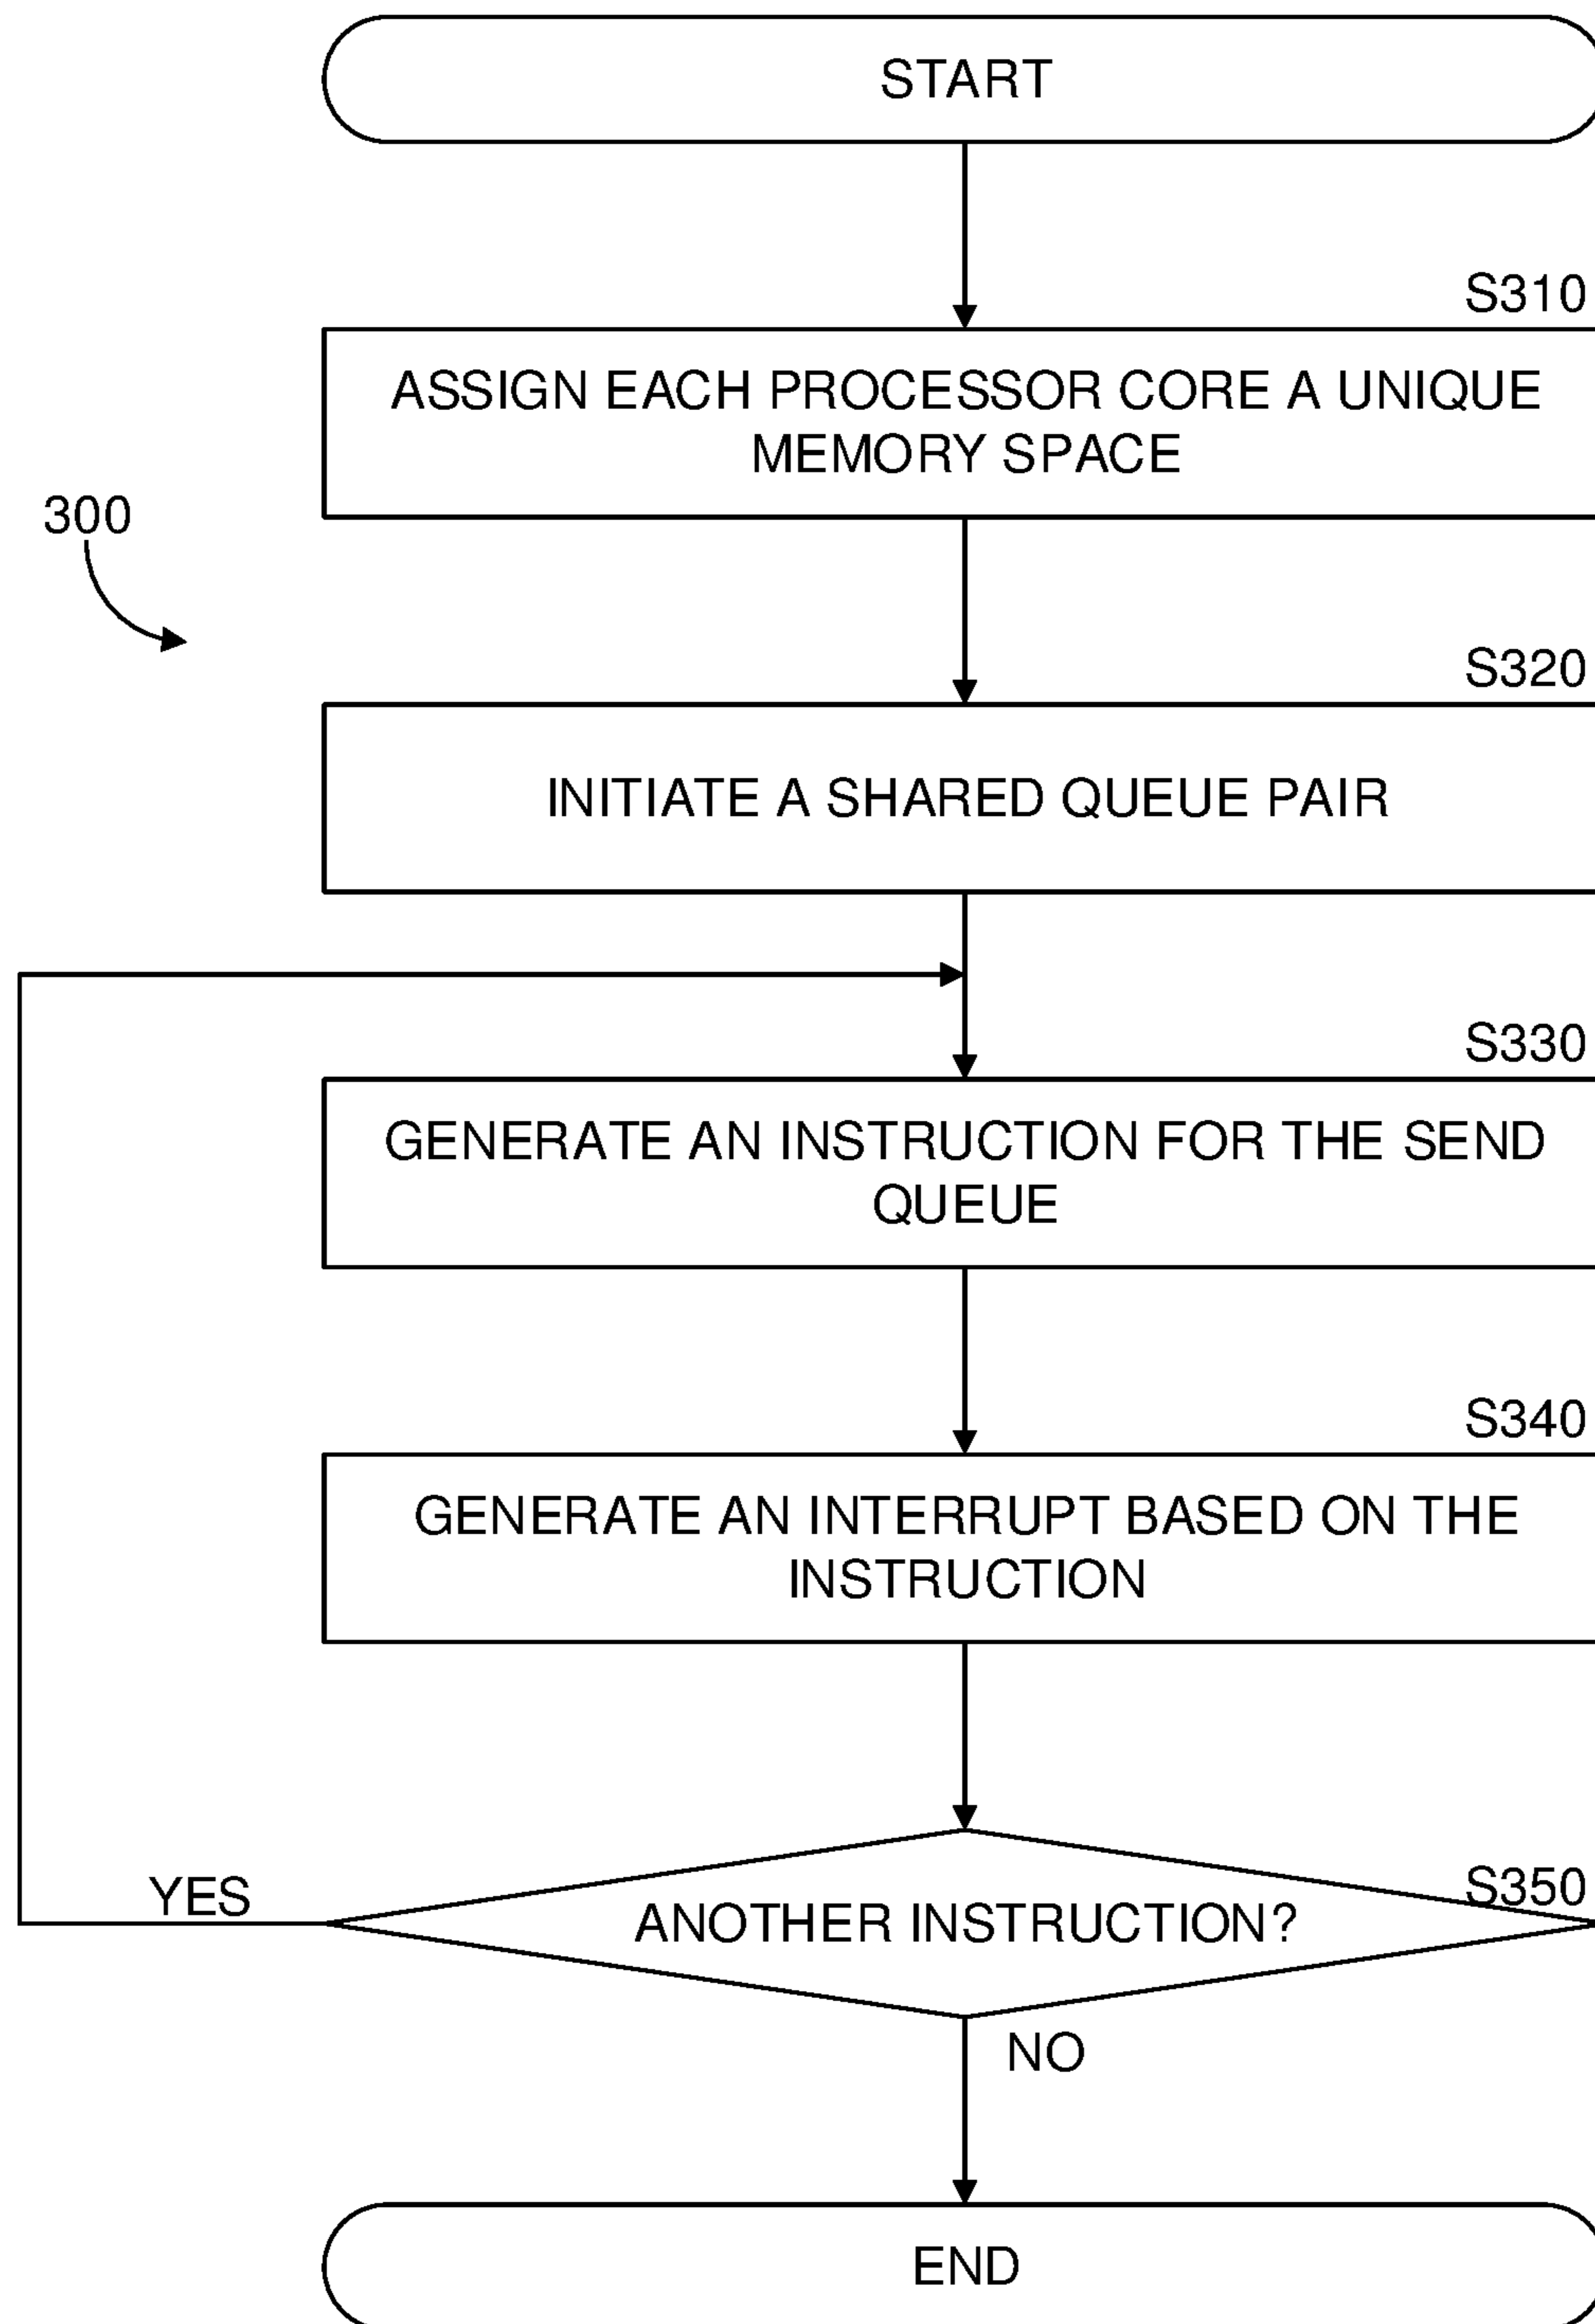 START
S310
ASSIGN EACH PROCESSOR CORE A UNIQUE
MEMORY SPACE
300
S320
INITIATE A SHARED QUEUE PAIR
S330
GENERATE AN INSTRUCTION FOR THE SEND
QUEUE
S340
GENERATE AN INTERRUPT BASED ON THE
INSTRUCTION
S350
YES
ANOTHER INSTRUCTION?
NO
END